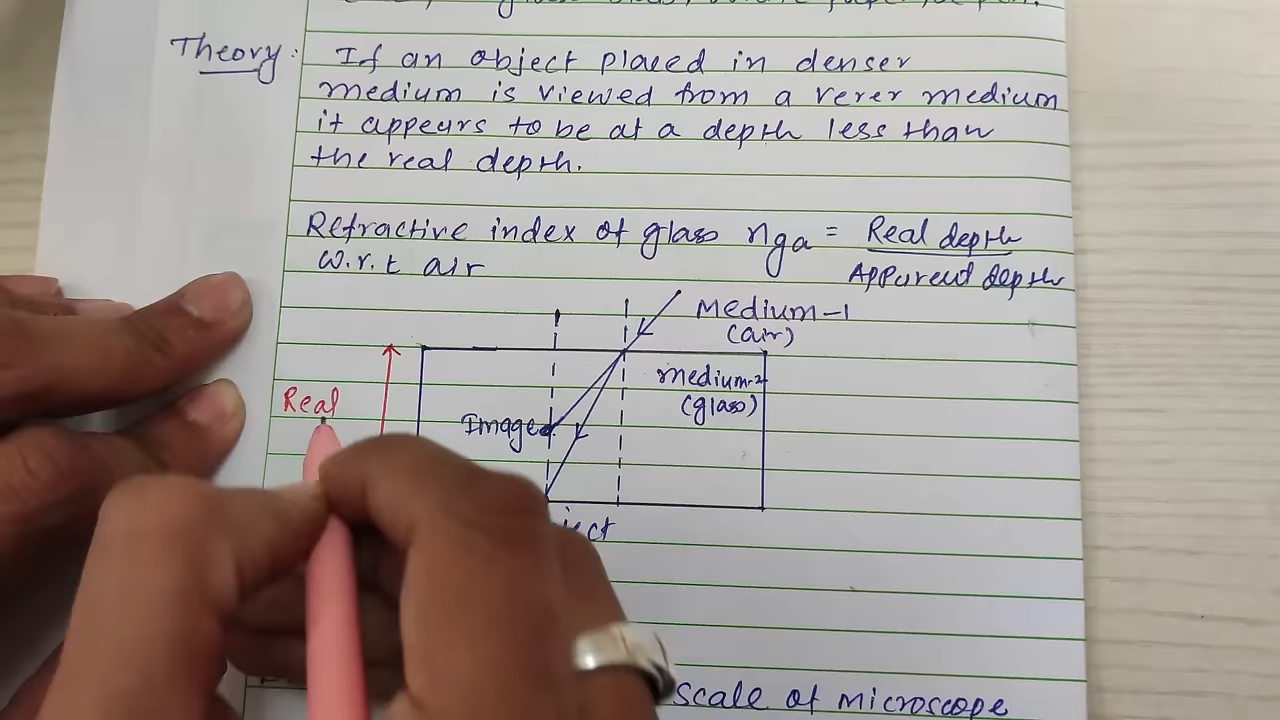 Theory: If an object placed in denser
medium is viewed from a rerer medium
it appears to be at a depth less than
the real depth.
Refractive index of glass nga = Real depth
w.r.t air Apparent depth
Medium-1
(air)
medium-2
(glass)
Real
Image
ject
scale of microscope